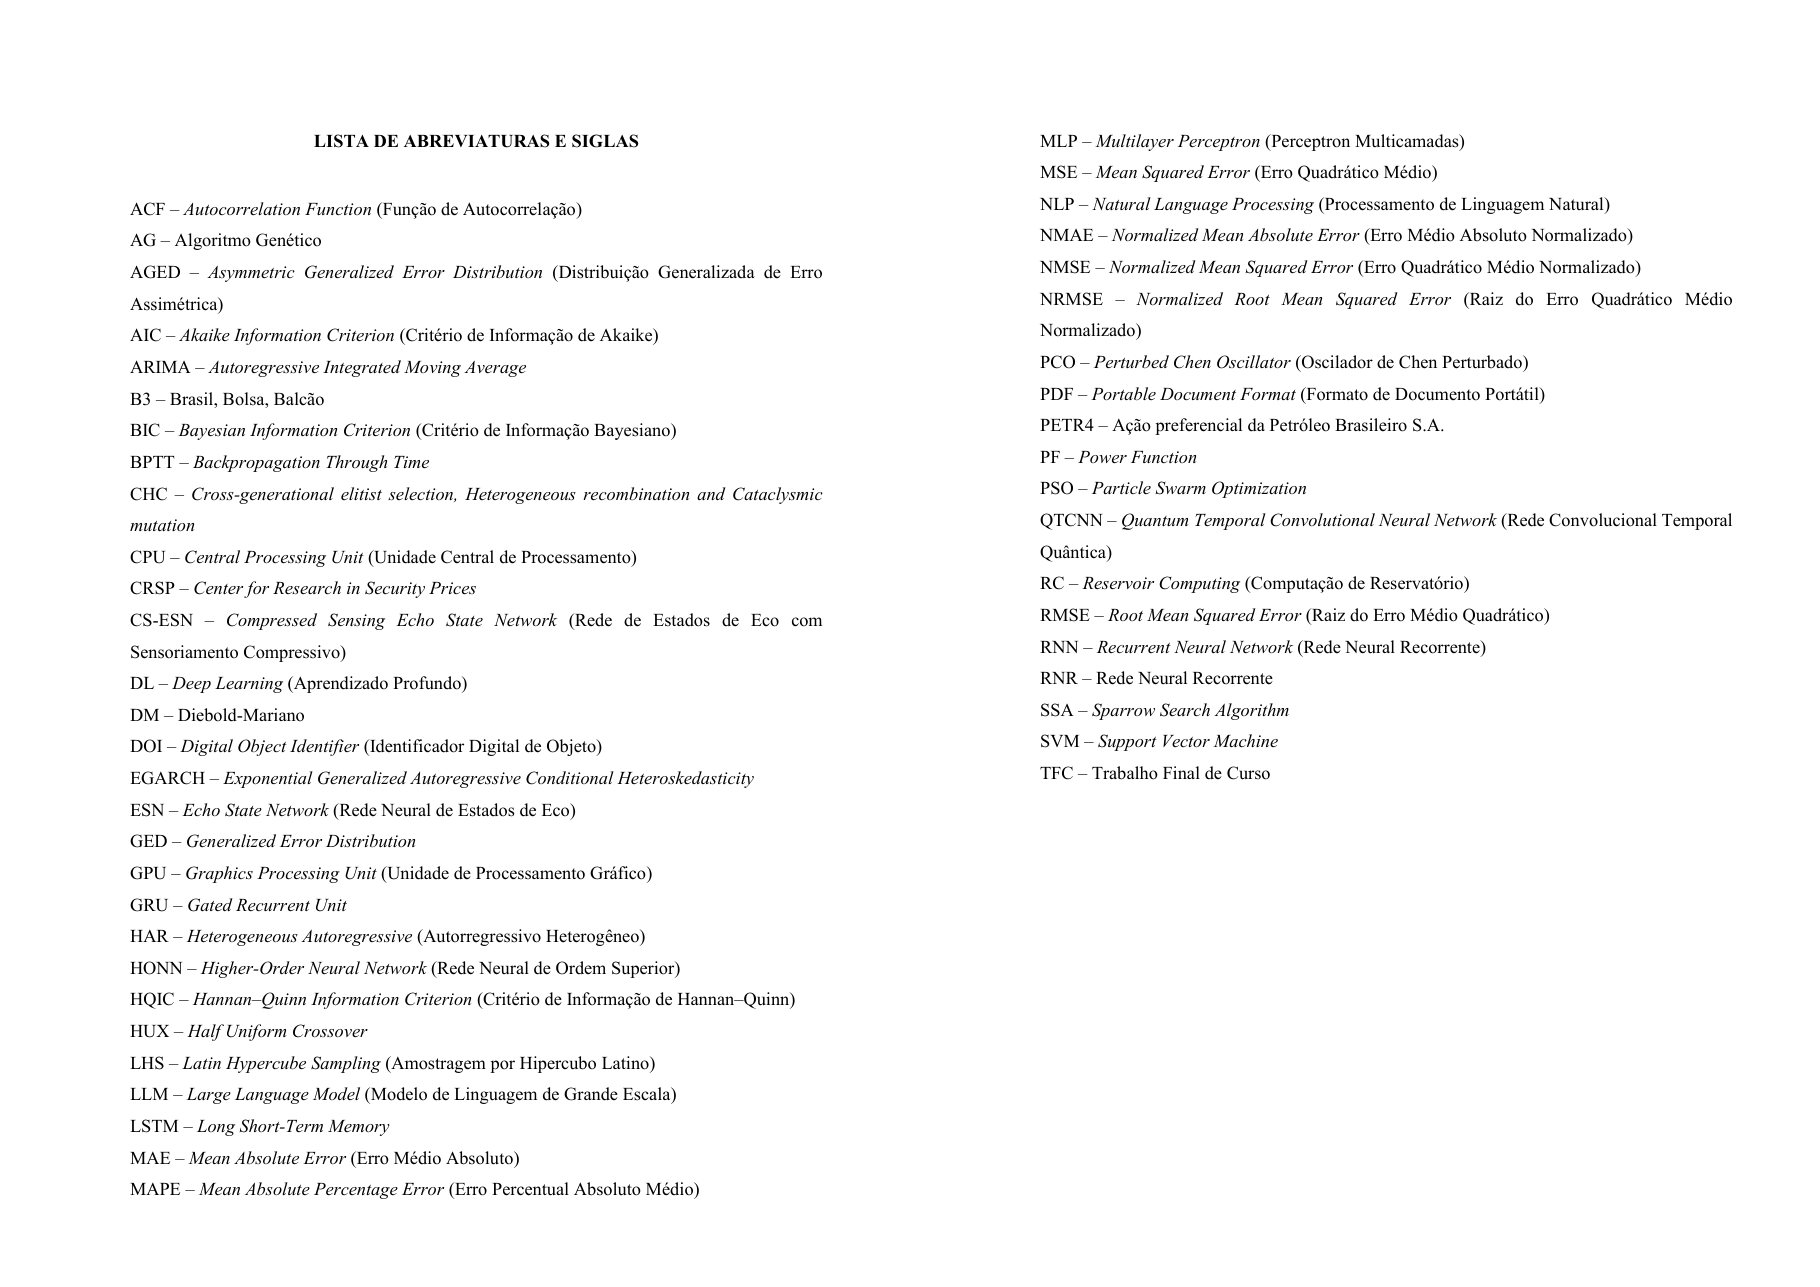 LISTA DE ABREVIATURAS E SIGLAS
ACF – Autocorrelation Function (Função de Autocorrelação)
AG – Algoritmo Genético
AGED – Asymmetric Generalized Error Distribution (Distribuição Generalizada de Erro
Assimétrica)
AIC – Akaike Information Criterion (Critério de Informação de Akaike)
ARIMA – Autoregressive Integrated Moving Average
B3 – Brasil, Bolsa, Balcão
BIC – Bayesian Information Criterion (Critério de Informação Bayesiano)
BPTT – Backpropagation Through Time
CHC – Cross-generational elitist selection, Heterogeneous recombination and Cataclysmic
mutation
CPU – Central Processing Unit (Unidade Central de Processamento)
CRSP – Center for Research in Security Prices
CS-ESN – Compressed Sensing Echo State Network (Rede de Estados de Eco com
Sensoriamento Compressivo)
DL – Deep Learning (Aprendizado Profundo)
DM – Diebold-Mariano
DOI – Digital Object Identifier (Identificador Digital de Objeto)
EGARCH – Exponential Generalized Autoregressive Conditional Heteroskedasticity
ESN – Echo State Network (Rede Neural de Estados de Eco)
GED – Generalized Error Distribution
GPU – Graphics Processing Unit (Unidade de Processamento Gráfico)
GRU – Gated Recurrent Unit
HAR – Heterogeneous Autoregressive (Autorregressivo Heterogêneo)
HONN – Higher-Order Neural Network (Rede Neural de Ordem Superior)
HQIC – Hannan–Quinn Information Criterion (Critério de Informação de Hannan–Quinn)
HUX – Half Uniform Crossover
LHS – Latin Hypercube Sampling (Amostragem por Hipercubo Latino)
LLM – Large Language Model (Modelo de Linguagem de Grande Escala)
LSTM – Long Short-Term Memory
MAE – Mean Absolute Error (Erro Médio Absoluto)
MAPE – Mean Absolute Percentage Error (Erro Percentual Absoluto Médio)
MLP – Multilayer Perceptron (Perceptron Multicamadas)
MSE – Mean Squared Error (Erro Quadrático Médio)
NLP – Natural Language Processing (Processamento de Linguagem Natural)
NMAE – Normalized Mean Absolute Error (Erro Médio Absoluto Normalizado)
NMSE – Normalized Mean Squared Error (Erro Quadrático Médio Normalizado)
NRMSE – Normalized Root Mean Squared Error (Raiz do Erro Quadrático Médio
Normalizado)
PCO – Perturbed Chen Oscillator (Oscilador de Chen Perturbado)
PDF – Portable Document Format (Formato de Documento Portátil)
PETR4 – Ação preferencial da Petróleo Brasileiro S.A.
PF – Power Function
PSO – Particle Swarm Optimization
QTCNN – Quantum Temporal Convolutional Neural Network (Rede Convolucional Temporal
Quântica)
RC – Reservoir Computing (Computação de Reservatório)
RMSE – Root Mean Squared Error (Raiz do Erro Médio Quadrático)
RNN – Recurrent Neural Network (Rede Neural Recorrente)
RNR – Rede Neural Recorrente
SSA – Sparrow Search Algorithm
SVM – Support Vector Machine
TFC – Trabalho Final de Curso